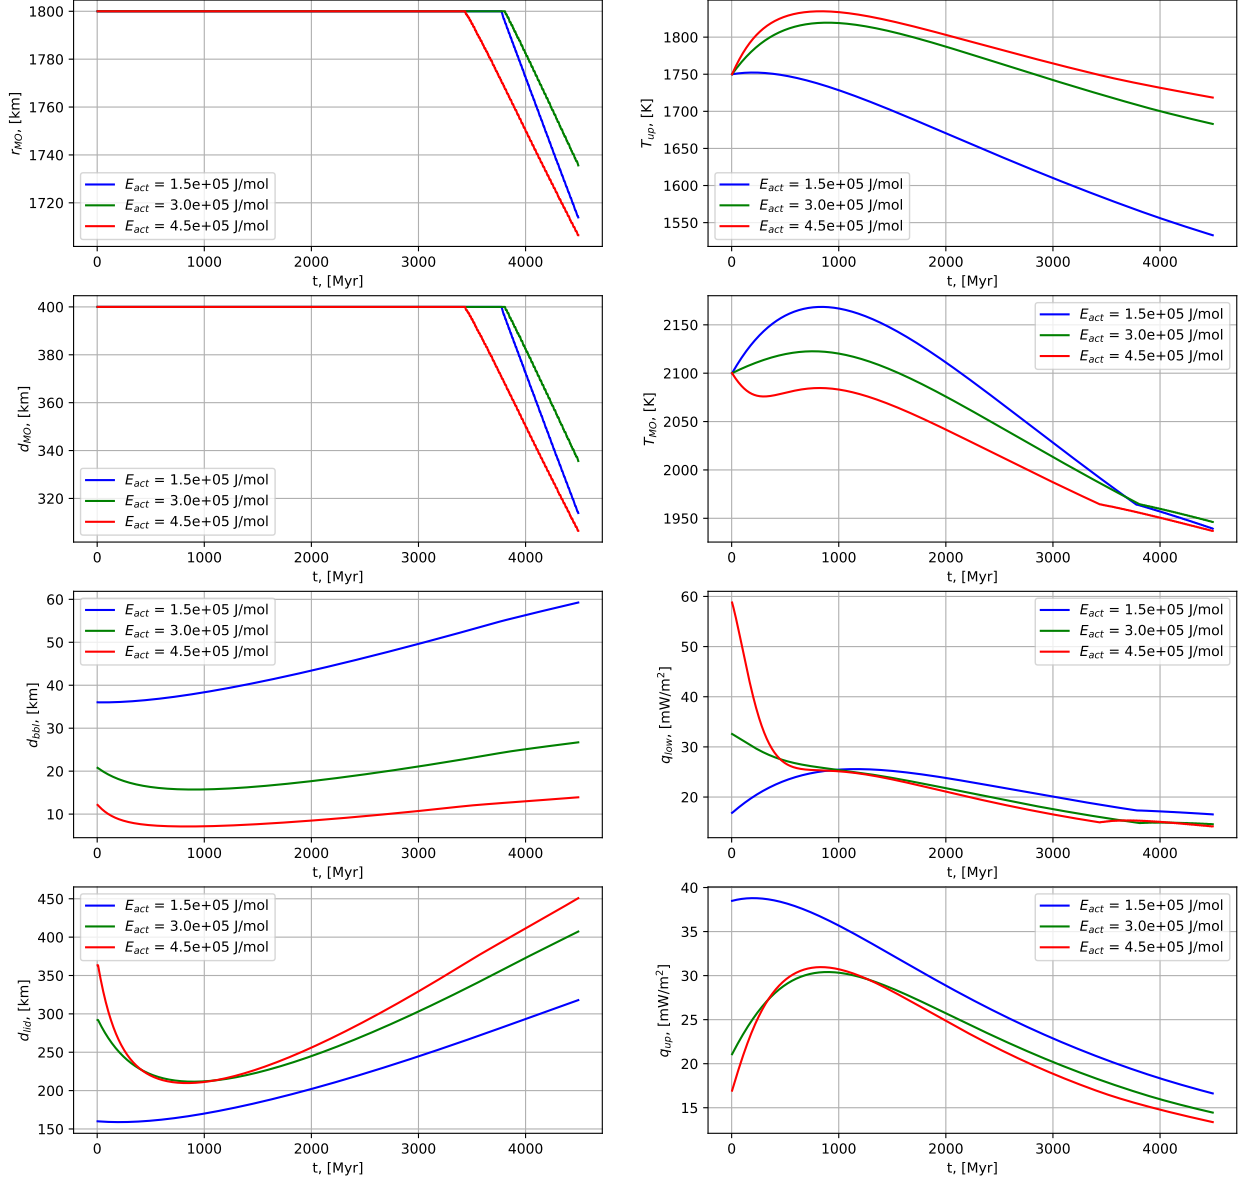 1800
1780
1760
1740
1720
r_MO, [km]
E_act = 1.5e+05 J/mol
E_act = 3.0e+05 J/mol
E_act = 4.5e+05 J/mol
0 1000 2000 3000 4000
t, [Myr]
1800
1750
1700
1650
1600
1550
T_up, [K]
E_act = 1.5e+05 J/mol
E_act = 3.0e+05 J/mol
E_act = 4.5e+05 J/mol
0 1000 2000 3000 4000
t, [Myr]
400
380
360
340
320
d_MO, [km]
E_act = 1.5e+05 J/mol
E_act = 3.0e+05 J/mol
E_act = 4.5e+05 J/mol
0 1000 2000 3000 4000
t, [Myr]
2150
2100
2050
2000
1950
T_MO, [K]
E_act = 1.5e+05 J/mol
E_act = 3.0e+05 J/mol
E_act = 4.5e+05 J/mol
0 1000 2000 3000 4000
t, [Myr]
60
50
40
30
20
10
d_bbl, [km]
E_act = 1.5e+05 J/mol
E_act = 3.0e+05 J/mol
E_act = 4.5e+05 J/mol
0 1000 2000 3000 4000
t, [Myr]
60
50
40
30
20
q_low, [mW/m²]
E_act = 1.5e+05 J/mol
E_act = 3.0e+05 J/mol
E_act = 4.5e+05 J/mol
0 1000 2000 3000 4000
t, [Myr]
450
400
350
300
250
200
150
d_lid, [km]
E_act = 1.5e+05 J/mol
E_act = 3.0e+05 J/mol
E_act = 4.5e+05 J/mol
0 1000 2000 3000 4000
t, [Myr]
40
35
30
25
20
15
q_up, [mW/m²]
E_act = 1.5e+05 J/mol
E_act = 3.0e+05 J/mol
E_act = 4.5e+05 J/mol
0 1000 2000 3000 4000
t, [Myr]